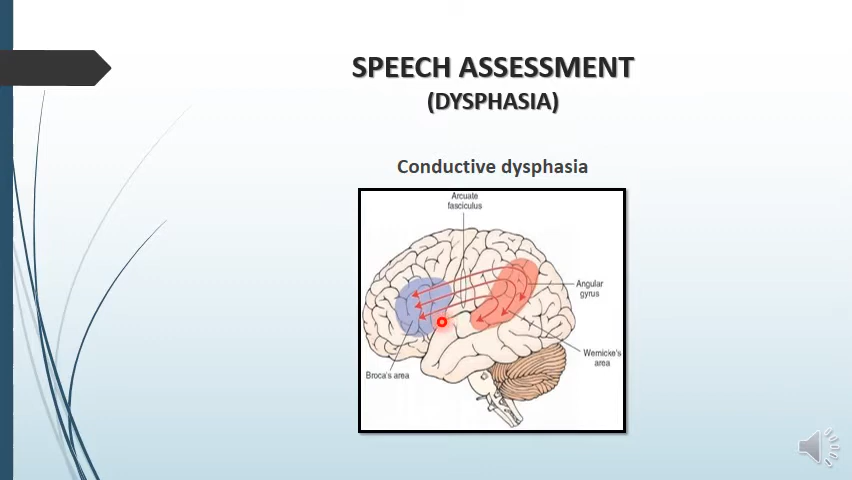 SPEECH ASSESSMENT
(DYSPHASIA)
Conductive dysphasia
Arcuate
fasciculus
Angular
gyrus
Wernicke's
area
Broca's area